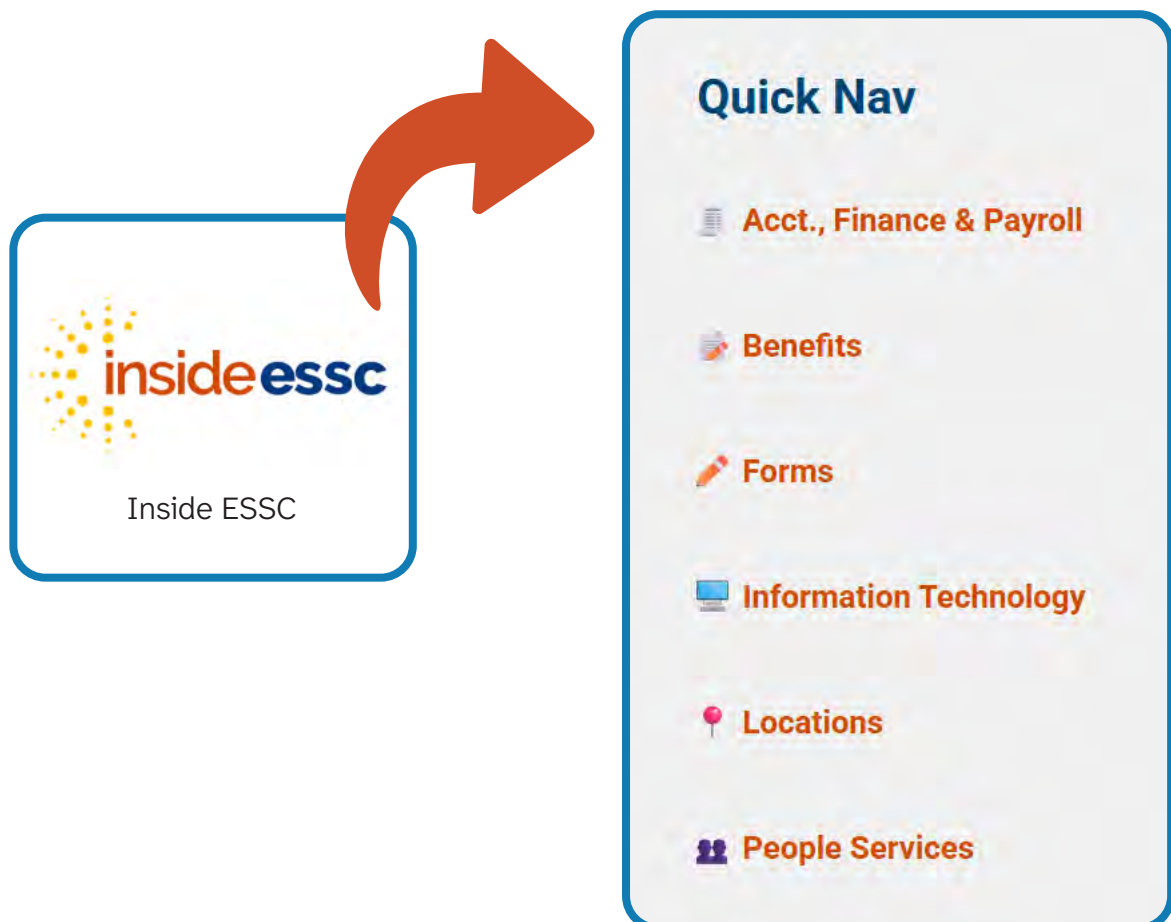 insideessc
Inside ESSC
Quick Nav
Acct., Finance & Payroll
Benefits
Forms
Information Technology
Locations
People Services